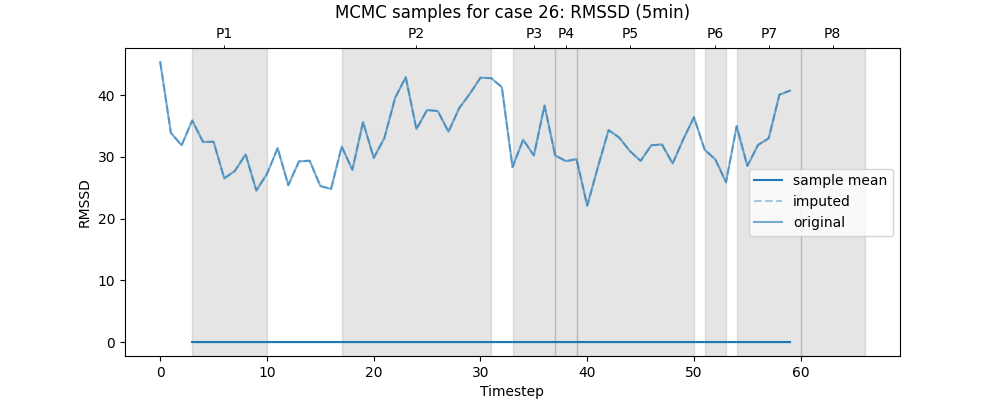 MCMC samples for case 26: RMSSD (5min)
P1 P2 P3 P4 P5 P6 P7 P8
40
30
20
10
0
RMSSD
sample mean
imputed
original
0 10 20 30 40 50 60
Timestep